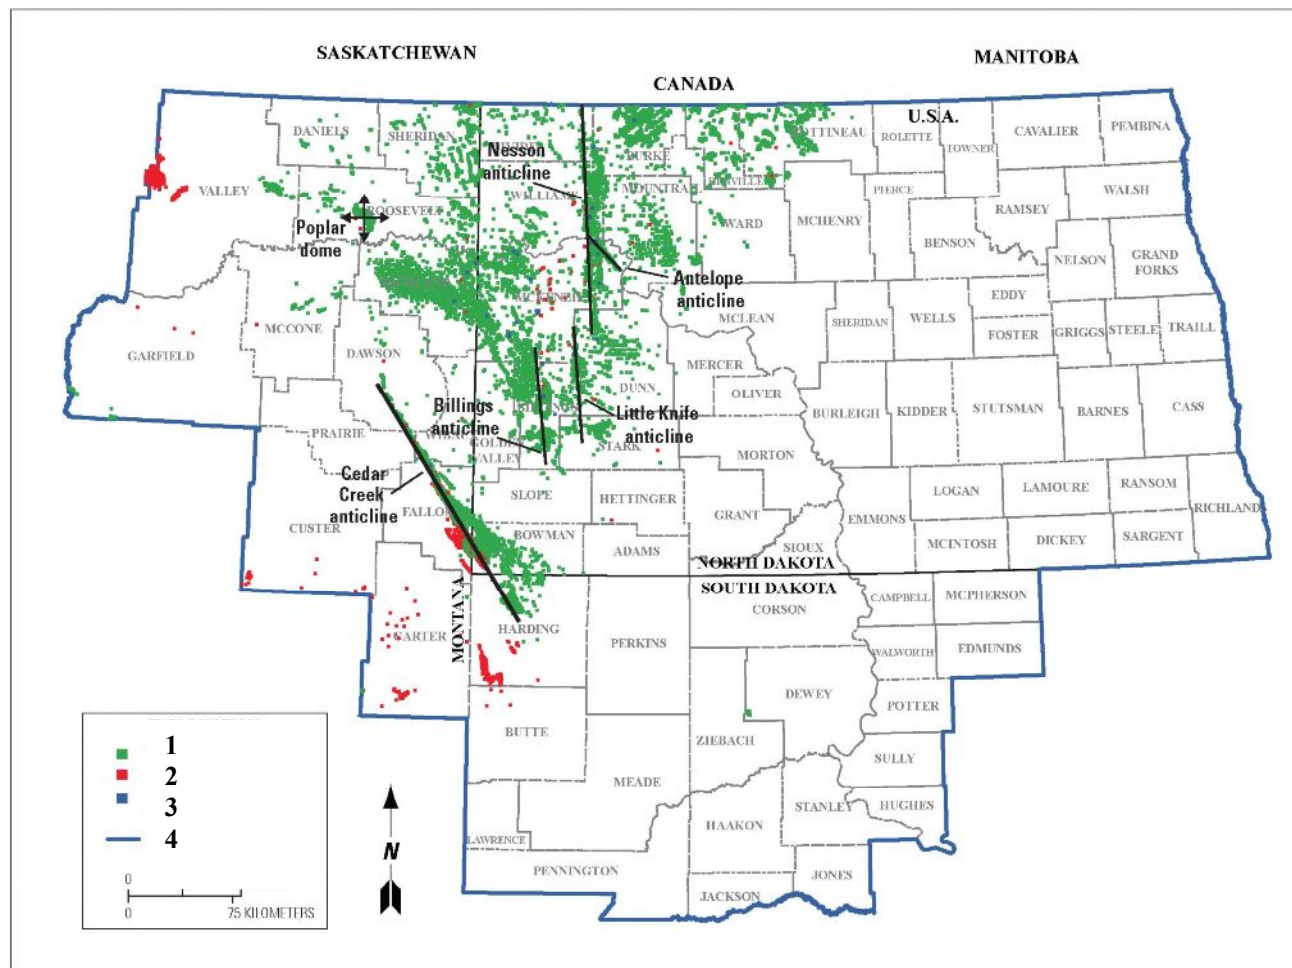 SASKATCHEWAN
MANITOBA
CANADA
U.S.A.
DANIELS
SHERIDAN
ROLETTE
TOWNER
CAVALIER
PEMBINA
Nesson
anticline
BURKE
VALLEY
WILLIAMS
MOUNTRAIL
PIERCE
WALSH
ROOSEVELT
Poplar
dome
WARD
MCHENRY
RAMSEY
BENSON
NELSON
GRAND
FORKS
Antelope
anticline
MCKENZIE
MCLEAN
EDDY
SHERIDAN
WELLS
FOSTER
GRIGGS
STEELE
TRAILL
MCCONE
GARFIELD
DAWSON
MERCER
DUNN
OLIVER
Billings
anticline
Little Knife
anticline
BURLEIGH
KIDDER
STUTSMAN
BARNES
CASS
PRAIRIE
GOLDEN
VALLEY
STARK
MORTON
Cedar
Creek
anticline
SLOPE
HETTINGER
LOGAN
LAMOURE
RANSOM
RICHLAND
CUSTER
FALLON
BOWMAN
GRANT
EMMONS
ADAMS
SIOUX
MCINTOSH
DICKEY
SARGENT
NORTH DAKOTA
SOUTH DAKOTA
MONTANA
CORSON
CAMPBELL
MCPHERSON
CARTER
HARDING
PERKINS
WALWORTH
EDMUNDS
DEWEY
POTTER
BUTTE
ZIEBACH
SULLY
MEADE
STANLEY
HUGHES
HAAKON
LAWRENCE
PENNINGTON
JONES
JACKSON
1
2
3
4
0
0 75 KILOMETERS
N